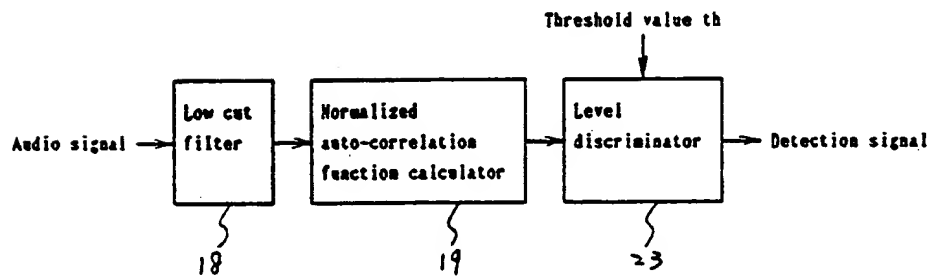 Threshold value th
Audio signal
Low cut
filter
Normalized
auto-correlation
function calculator
Level
discriminator
Detection signal
18
19
23